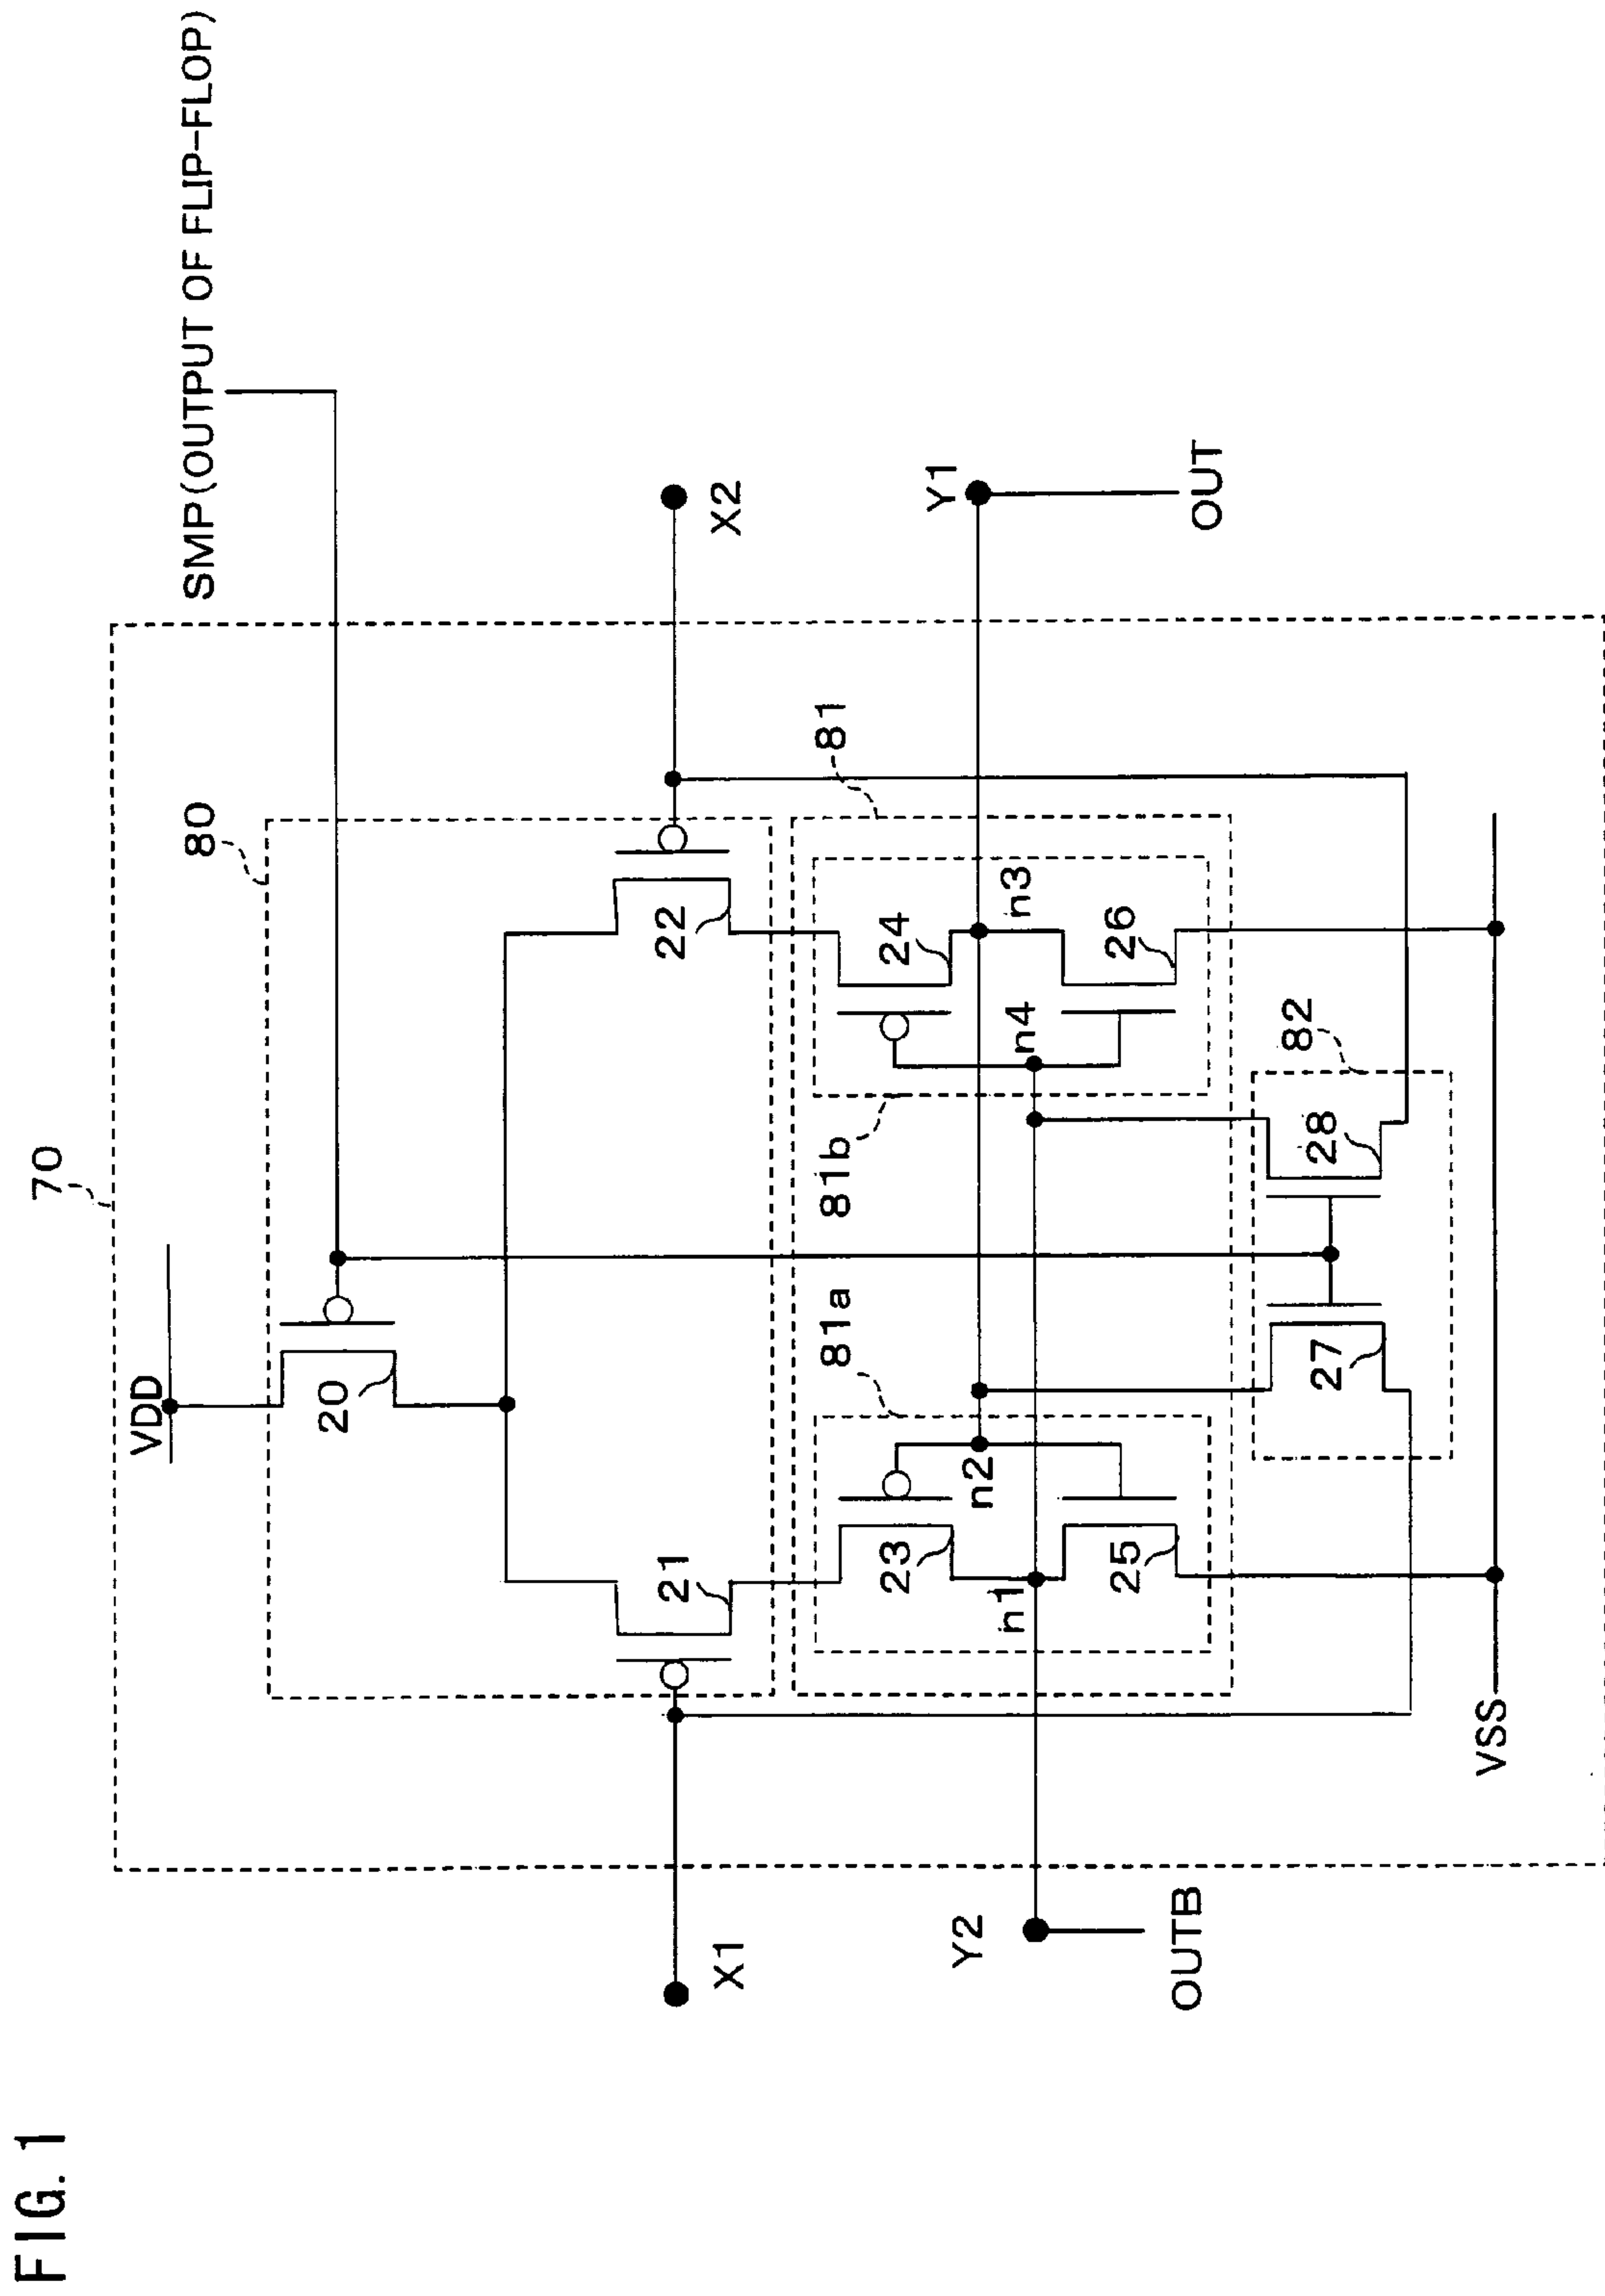 FIG. 1
70
VDD
SMP(OUTPUT OF FLIP-FLOP)
80
20
21
22
X1
X2
81
81a
81b
23
24
n2
n3
n1
n4
25
26
Y2
Y1
OUTB
OUT
82
27
28
VSS